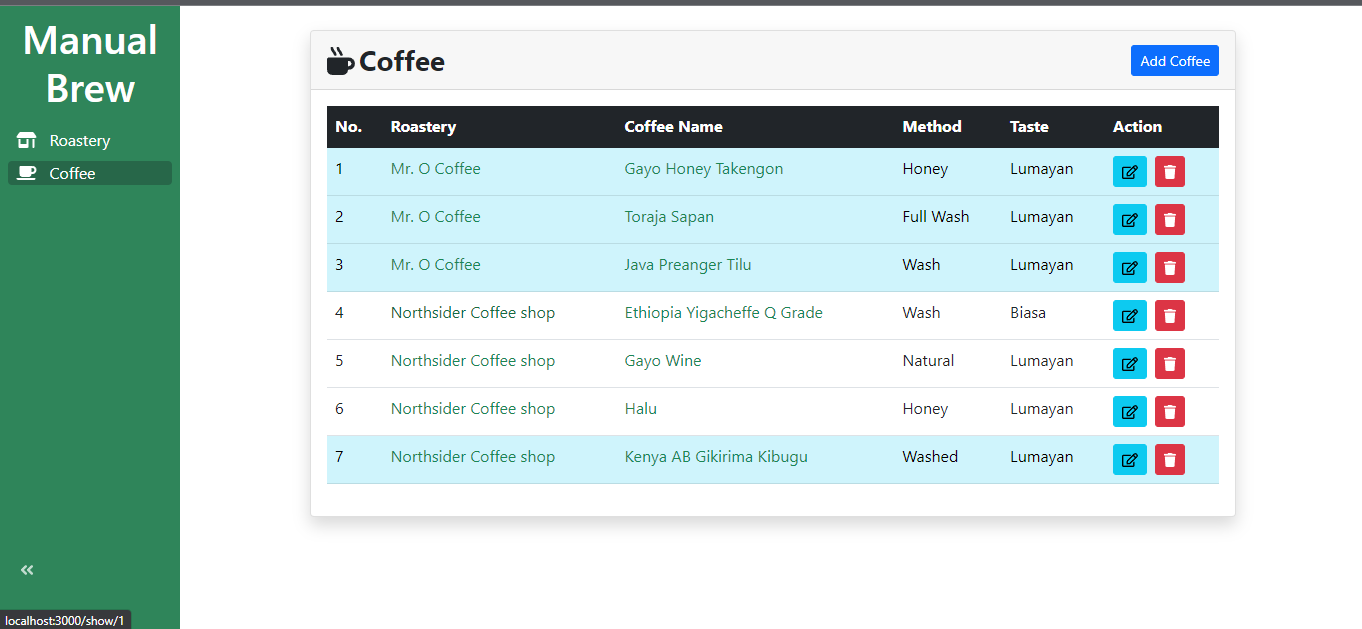 Manual
Brew
Roastery
Coffee
Coffee
Add Coffee
No. Roastery Coffee Name Method Taste Action
1 Mr. O Coffee Gayo Honey Takengon Honey Lumayan
2 Mr. O Coffee Toraja Sapan Full Wash Lumayan
3 Mr. O Coffee Java Preanger Tilu Wash Lumayan
4 Northsider Coffee shop Ethiopia Yigacheffe Q Grade Wash Biasa
5 Northsider Coffee shop Gayo Wine Natural Lumayan
6 Northsider Coffee shop Halu Honey Lumayan
7 Northsider Coffee shop Kenya AB Gikirima Kibugu Washed Lumayan
localhost:3000/show/1